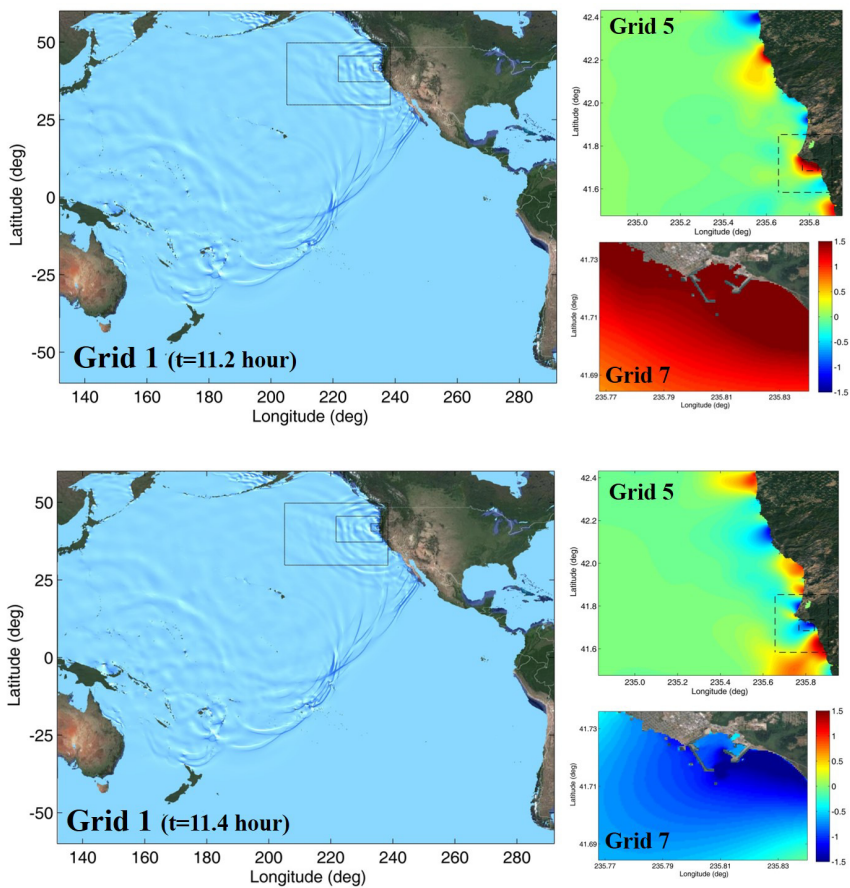 50
25
0
-25
-50
Latitude (deg)
Grid 1 (t=11.2 hour)
140 160 180 200 220 240 260 280
Longitude (deg)
42.4
42.2
42.0
41.8
41.6
Latitude (deg)
Grid 5
235.0 235.2 235.4 235.6 235.8
Longitude (deg)
41.73
41.71
41.69
Latitude (deg)
Grid 7
235.77 235.79 235.81 235.83
Longitude (deg)
1.5
1
0.5
0
-0.5
-1
-1.5
50
25
0
-25
-50
Latitude (deg)
Grid 1 (t=11.4 hour)
140 160 180 200 220 240 260 280
Longitude (deg)
42.4
42.2
42.0
41.8
41.6
Latitude (deg)
Grid 5
235.0 235.2 235.4 235.6 235.8
Longitude (deg)
41.73
41.71
41.69
Latitude (deg)
Grid 7
235.77 235.79 235.81 235.83
Longitude (deg)
1.5
1
0.5
0
-0.5
-1
-1.5